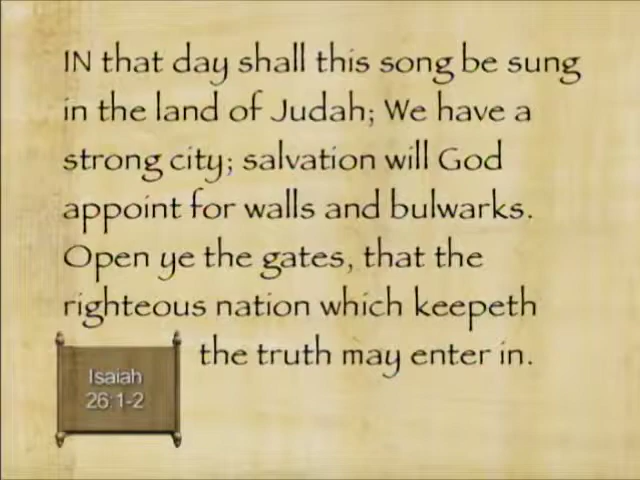 IN that day shall this song be sung
in the land of Judah; We have a
strong city; salvation will God
appoint for walls and bulwarks.
Open ye the gates, that the
righteous nation which keepeth
the truth may enter in.
Isaiah
26:1-2